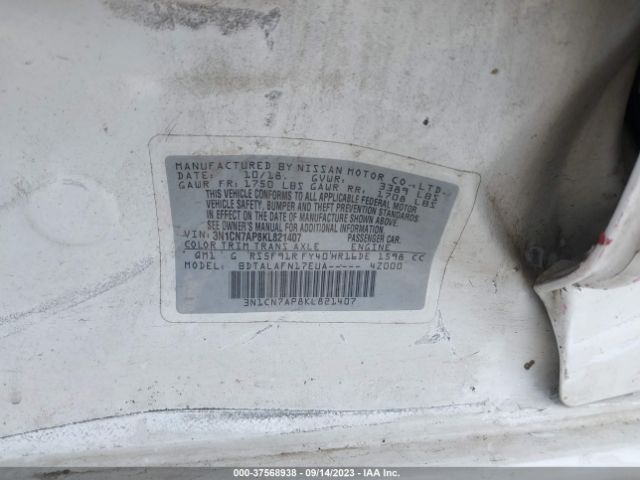 MANUFACTURED BY NISSAN MOTOR CO.,LTD.
DATE: 10/18. GVWR: 3389 LBS
GAWR FR: 1750 LBS GAWR RR: 1708 LBS
THIS VEHICLE CONFORMS TO ALL APPLICABLE FEDERAL MOTOR
VEHICLE SAFETY, BUMPER AND THEFT PREVENTION STANDARDS
IN EFFECT ON THE DATE OF MANUFACTURE SHOWN ABOVE.
SEE OWNER'S MANUAL FOR ADDITIONAL INFORMATION
VIN: 3N1CN7AP8KL821407 PASSENGER CAR.
COLOR TRIM TRANS AXLE ENGINE
QM1 G RS5F91R FY40 HR16DE 1598 CC
MODEL: BDTALAFN17EUA----- 4Z000
3N1CN7AP8KL821407
000-37568938 - 09/14/2023 - IAA Inc.